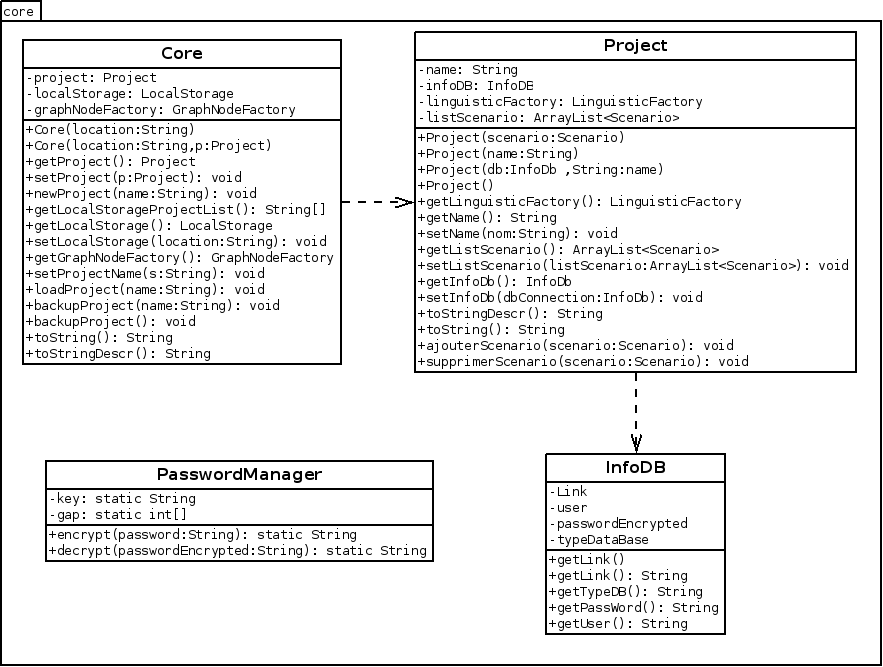 core
Core
-project: Project
-localStorage: LocalStorage
-graphNodeFactory: GraphNodeFactory
+Core(location:String)
+Core(location:String,p:Project)
+getProject(): Project
+setProject(p:Project): void
+newProject(name:String): void
+getLocalStorageProjectList(): String[]
+getLocalStorage(): LocalStorage
+setLocalStorage(location:String): void
+getGraphNodeFactory(): GraphNodeFactory
+setProjectName(s:String): void
+loadProject(name:String): void
+backupProject(name:String): void
+backupProject(): void
+toString(): String
+toStringDescr(): String
Project
-name: String
-infoDB: InfoDB
-linguisticFactory: LinguisticFactory
-listScenario: ArrayList<Scenario>
+Project(scenario:Scenario)
+Project(name:String)
+Project(db:InfoDb ,String:name)
+Project()
+getLinguisticFactory(): LinguisticFactory
+getName(): String
+setName(nom:String): void
+getListScenario(): ArrayList<Scenario>
+setListScenario(listScenario:ArrayList<Scenario>): void
+getInfoDb(): InfoDb
+setInfoDb(dbConnection:InfoDb): void
+toStringDescr(): String
+toString(): String
+ajouterScenario(scenario:Scenario): void
+supprimerScenario(scenario:Scenario): void
PasswordManager
-key: static String
-gap: static int[]
+encrypt(password:String): static String
+decrypt(passwordEncrypted:String): static String
InfoDB
-Link
-user
-passwordEncrypted
-typeDataBase
+getLink()
+getLink(): String
+getTypeDB(): String
+getPassWord(): String
+getUser(): String